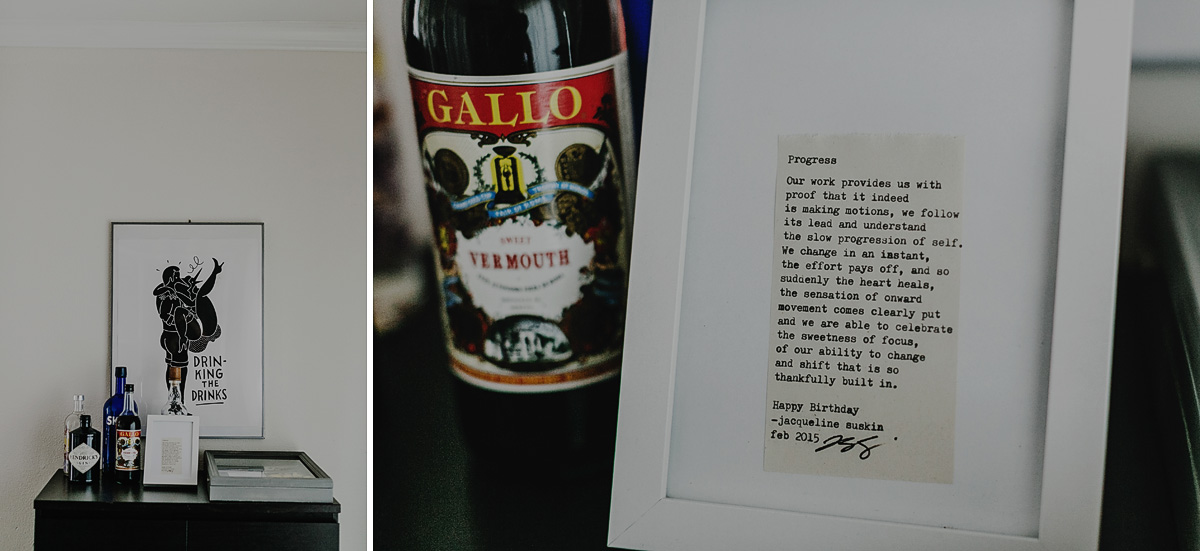 DRIN-
KING
THE
DRINKS
SK
GALLO
HENDRICK'S
GIN
GALLO
SWEET
VERMOUTH
Progress
Our work provides us with
proof that it indeed
is making motions, we follow
its lead and understand
the slow progression of self.
We change in an instant,
the effort pays off, and so
suddenly the heart heals,
the sensation of onward
movement comes clearly put
and we are able to celebrate
the sweetness of focus,
of our ability to change
and shift that is so
thankfully built in.
Happy Birthday
-jacqueline suskin
feb 2015